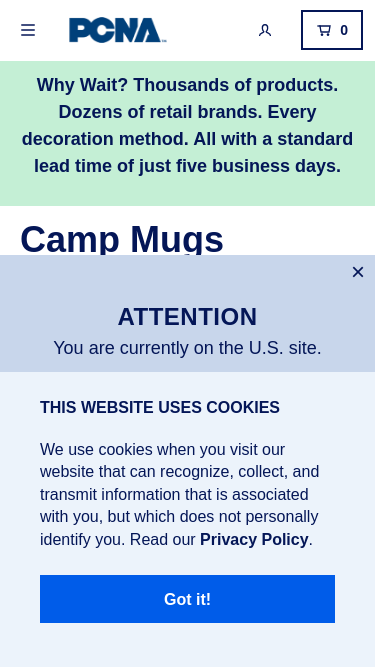 PCNA
0
Why Wait? Thousands of products.
Dozens of retail brands. Every
decoration method. All with a standard
lead time of just five business days.
Camp Mugs
×
ATTENTION
You are currently on the U.S. site.
THIS WEBSITE USES COOKIES
We use cookies when you visit our
website that can recognize, collect, and
transmit information that is associated
with you, but which does not personally
identify you. Read our Privacy Policy.
Got it!